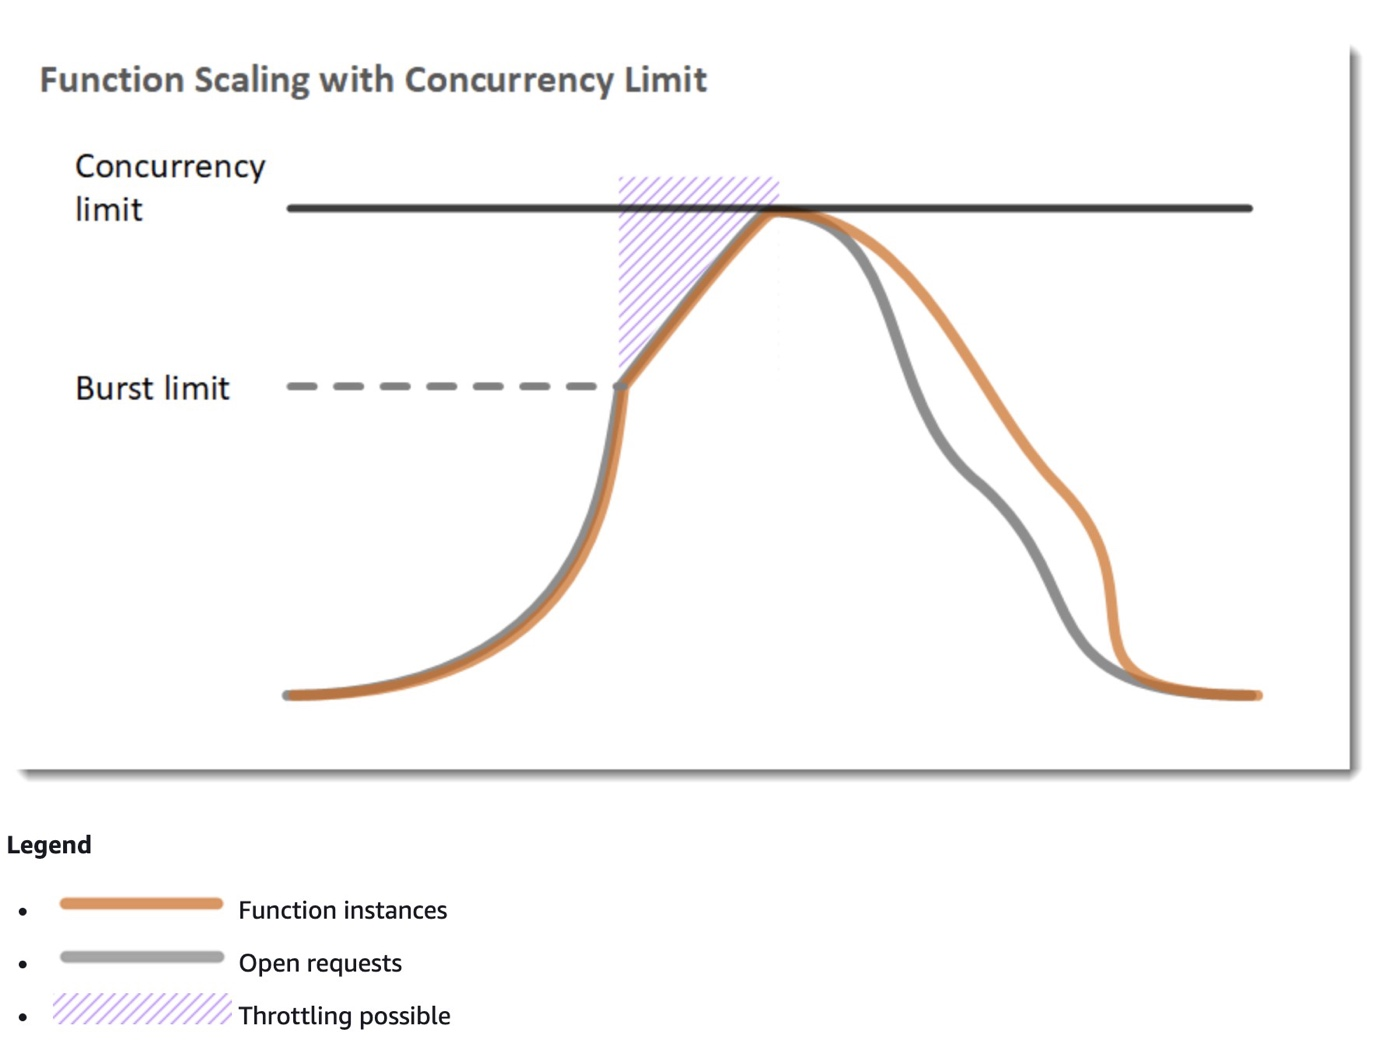 Function Scaling with Concurrency Limit
Concurrency
limit
Burst limit
Legend
Function instances
Open requests
Throttling possible